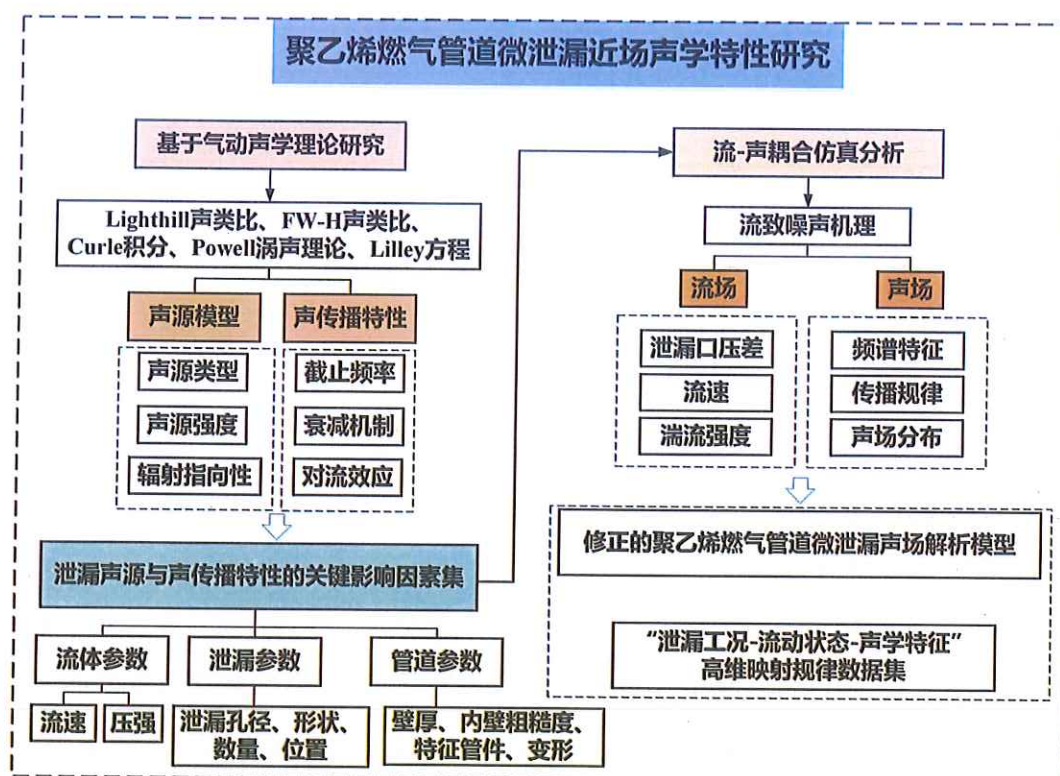 聚乙烯燃气管道微泄漏近场声学特性研究
基于气动声学理论研究
Lighthill声类比、FW-H声类比、
Curle积分、Powell涡声理论、Lilley方程
声源模型
声传播特性
声源类型
截止频率
声源强度
衰减机制
辐射指向性
对流效应
泄漏声源与声传播特性的关键影响因素集
流体参数
泄漏参数
管道参数
流速
压强
泄漏孔径、形状、
数量、位置
壁厚、内壁粗糙度、
特征管件、变形
流-声耦合仿真分析
流致噪声机理
流场
声场
泄漏口压差
频谱特征
流速
传播规律
湍流强度
声场分布
修正的聚乙烯燃气管道微泄漏声场解析模型
“泄漏工况-流动状态-声学特征”
高维映射规律数据集